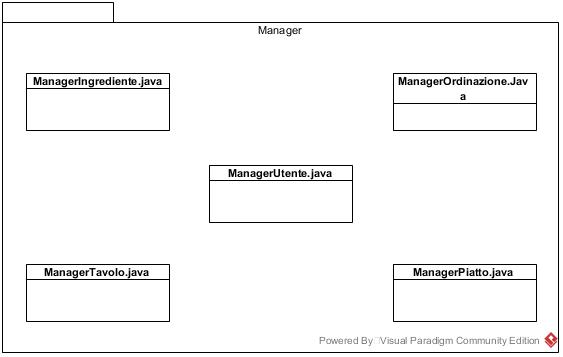 Manager
ManagerIngrediente.java
ManagerOrdinazione.Jav
a
ManagerUtente.java
ManagerTavolo.java
ManagerPiatto.java
Powered By Visual Paradigm Community Edition